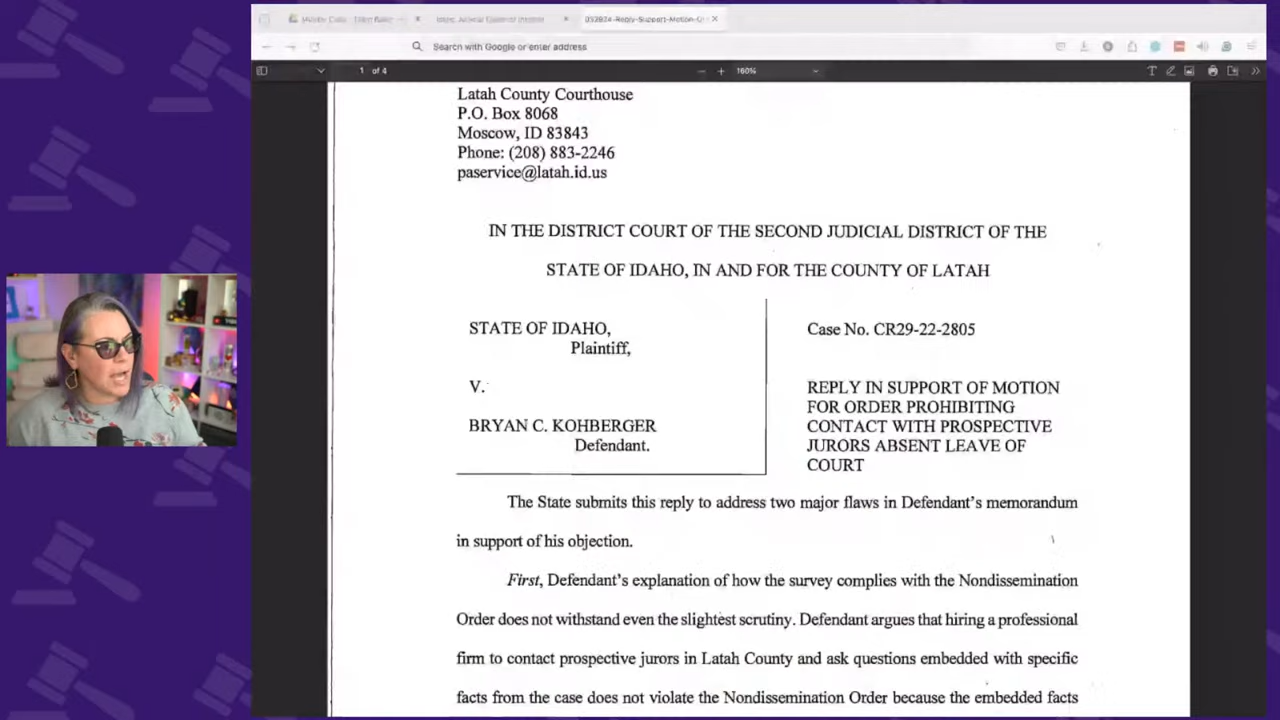 Search with Google or enter address
1 of 4
160%
Latah County Courthouse
P.O. Box 8068
Moscow, ID 83843
Phone: (208) 883-2246
paservice@latah.id.us
IN THE DISTRICT COURT OF THE SECOND JUDICIAL DISTRICT OF THE
STATE OF IDAHO, IN AND FOR THE COUNTY OF LATAH
STATE OF IDAHO,
Plaintiff,
V.
BRYAN C. KOHBERGER
Defendant.
Case No. CR29-22-2805
REPLY IN SUPPORT OF MOTION
FOR ORDER PROHIBITING
CONTACT WITH PROSPECTIVE
JURORS ABSENT LEAVE OF
COURT
The State submits this reply to address two major flaws in Defendant's memorandum
in support of his objection.
First, Defendant's explanation of how the survey complies with the Nondissemination
Order does not withstand even the slightest scrutiny. Defendant argues that hiring a professional
firm to contact prospective jurors in Latah County and ask questions embedded with specific
facts from the case does not violate the Nondissemination Order because the embedded facts